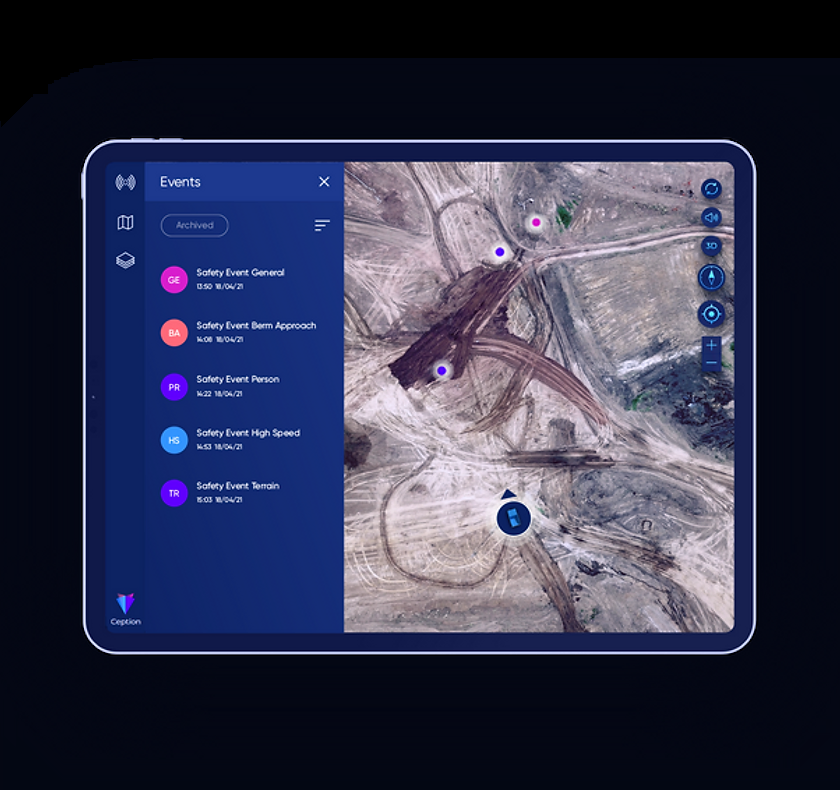 Events
Archived
GE
Safety Event General
13:50 18/04/21
BA
Safety Event Berm Approach
14:08 18/04/21
PR
Safety Event Person
14:22 18/04/21
HS
Safety Event High Speed
14:53 18/04/21
TR
Safety Event Terrain
15:03 18/04/21
Ception
3D